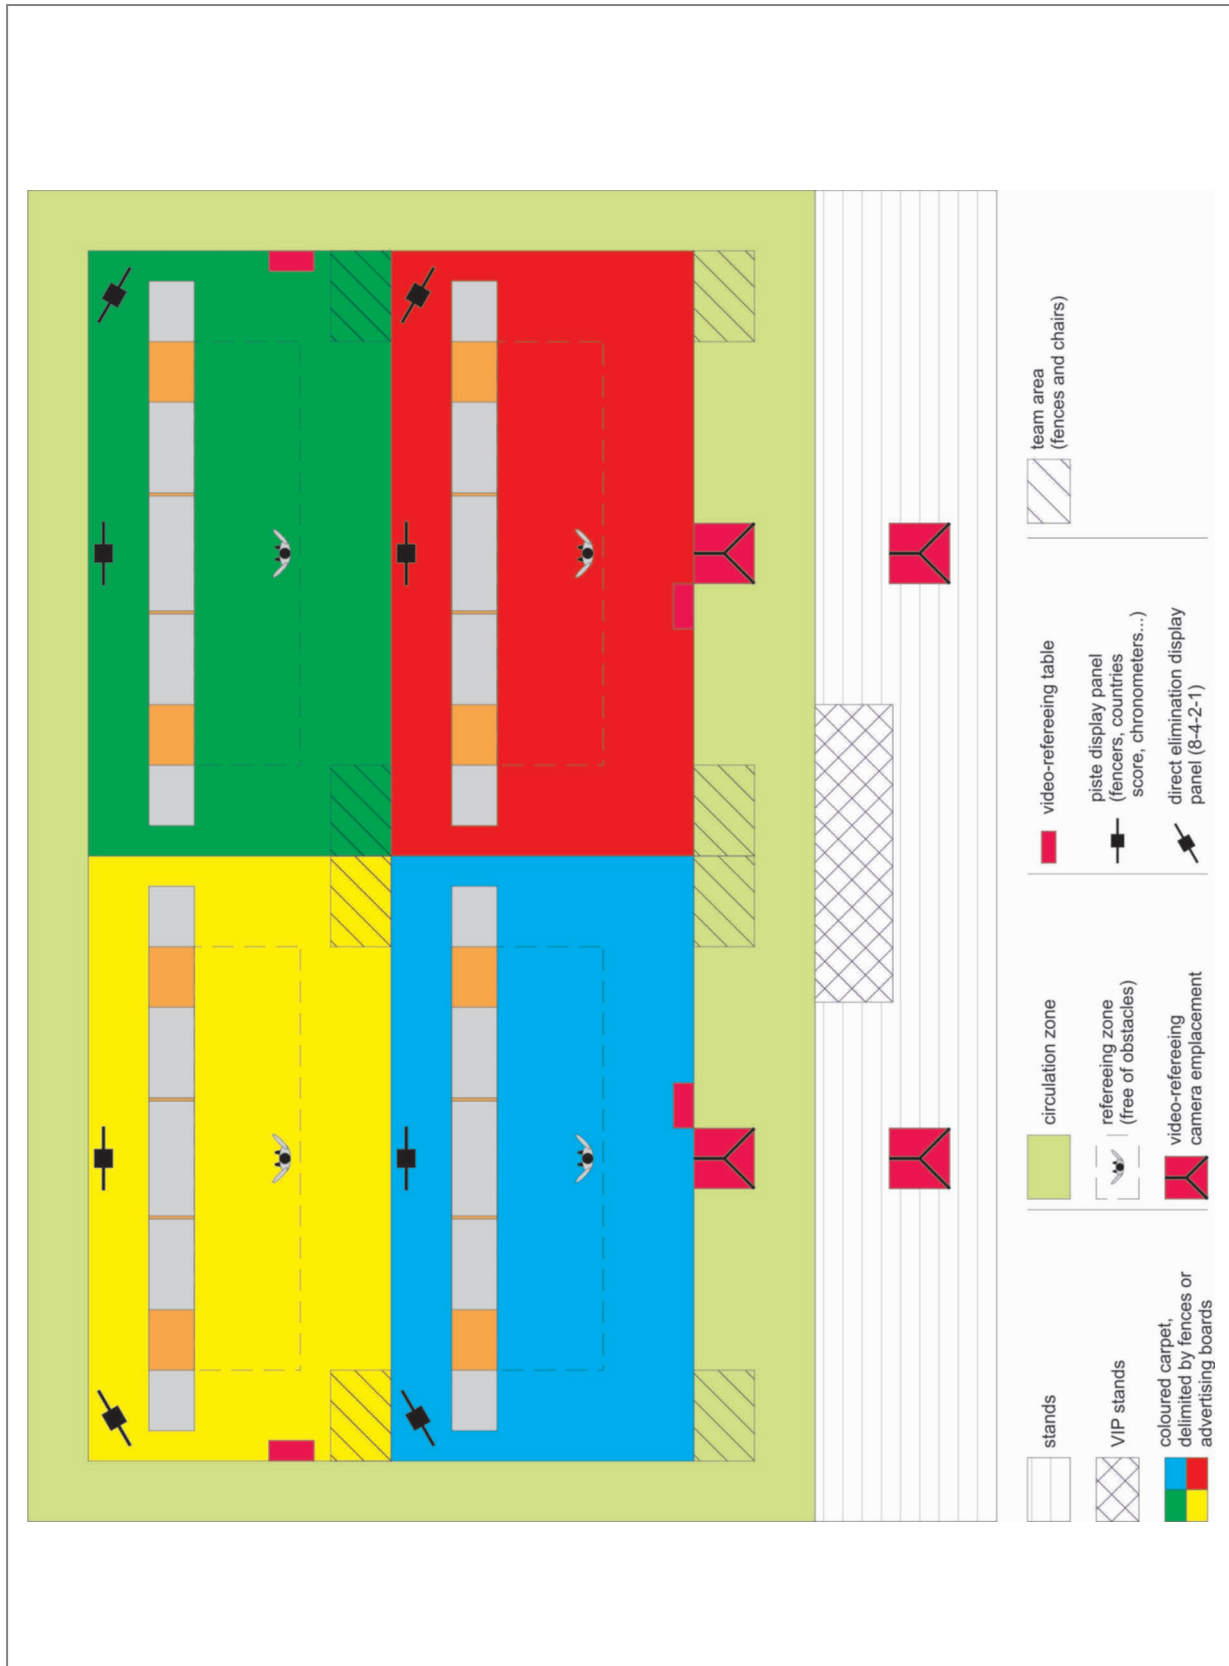 stands
VIP stands
coloured carpet,
delimited by fences or
advertising boards
circulation zone
refereeing zone
(free of obstacles)
video-refereeing
camera emplacement
video-refereeing table
piste display panel
(fencers, countries
score, chronometers...)
direct elimination display
panel (8-4-2-1)
team area
(fences and chairs)